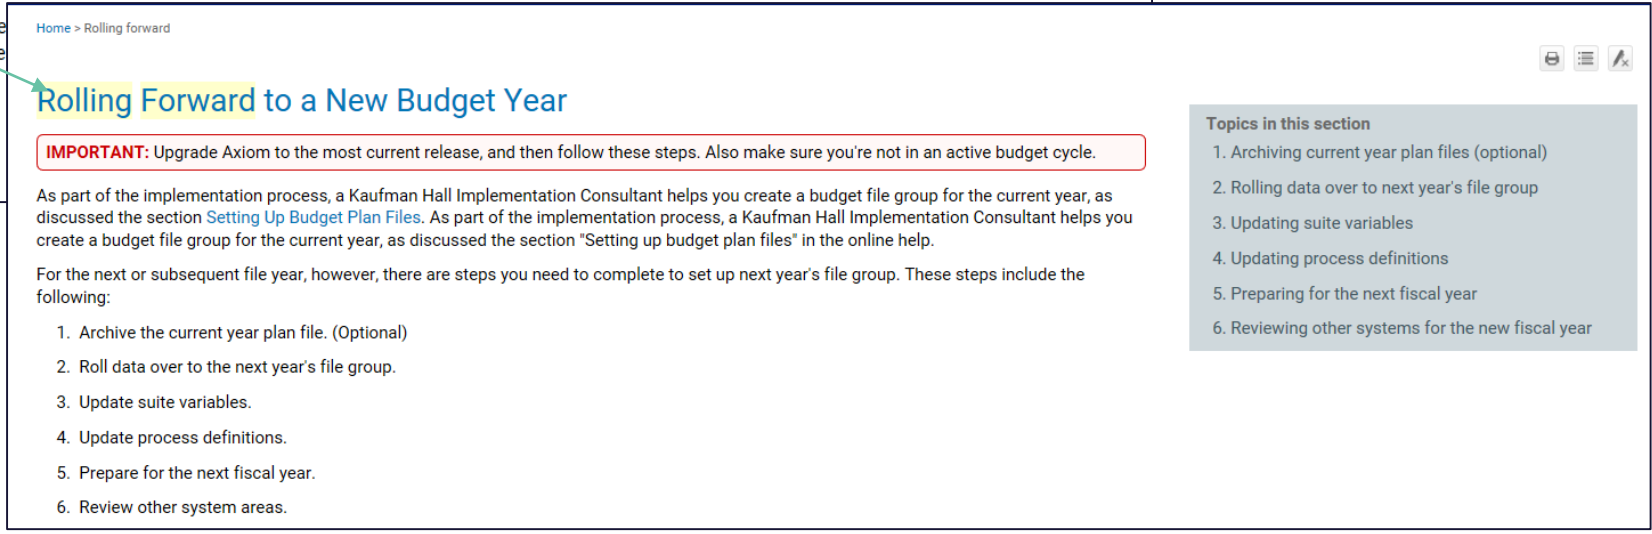 Home > Rolling forward
Rolling Forward to a New Budget Year
IMPORTANT: Upgrade Axiom to the most current release, and then follow these steps. Also make sure you're not in an active budget cycle.
As part of the implementation process, a Kaufman Hall Implementation Consultant helps you create a budget file group for the current year, as
discussed the section Setting Up Budget Plan Files. As part of the implementation process, a Kaufman Hall Implementation Consultant helps you
create a budget file group for the current year, as discussed the section "Setting up budget plan files" in the online help.
For the next or subsequent file year, however, there are steps you need to complete to set up next year's file group. These steps include the
following:
1. Archive the current year plan file. (Optional)
2. Roll data over to the next year's file group.
3. Update suite variables.
4. Update process definitions.
5. Prepare for the next fiscal year.
6. Review other system areas.
Topics in this section
1. Archiving current year plan files (optional)
2. Rolling data over to next year's file group
3. Updating suite variables
4. Updating process definitions
5. Preparing for the next fiscal year
6. Reviewing other systems for the new fiscal year